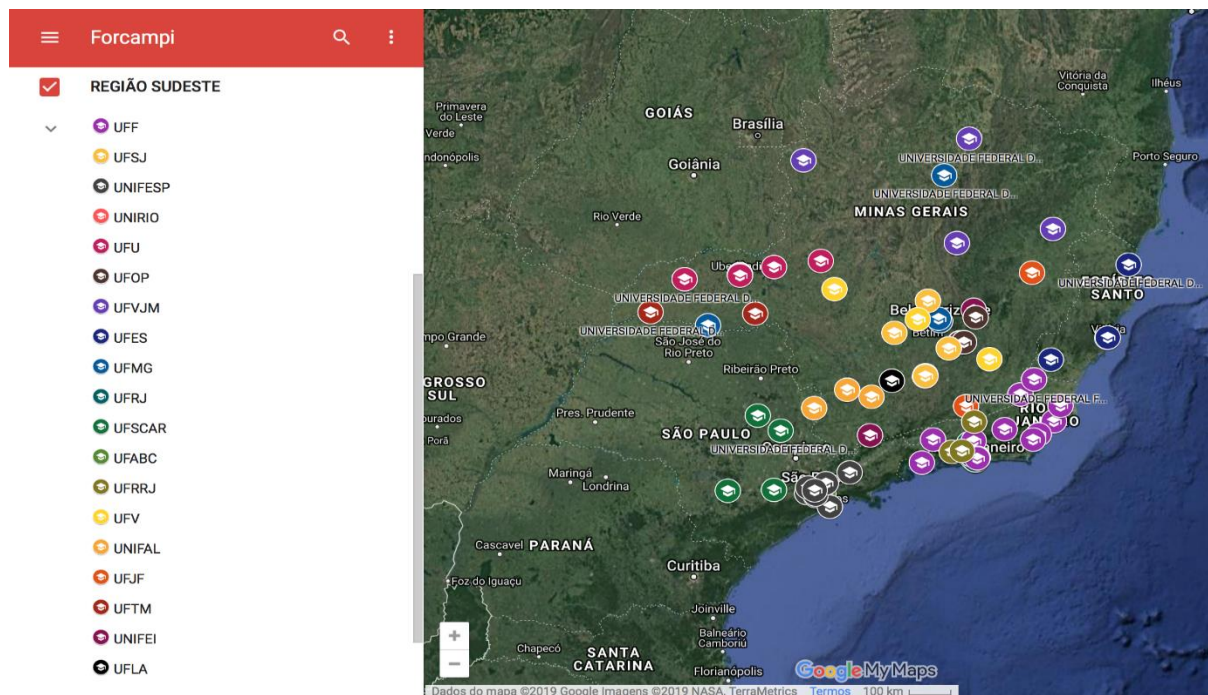 Forcampi
REGIÃO SUDESTE
UFF
UFSJ
UNIFESP
UNIRIO
UFU
UFOP
UFVJM
UFES
UFMG
UFRJ
UFSCAR
UFABC
UFRRJ
UFV
UNIFAL
UFJF
UFTM
UNIFEI
UFLA
Vitória da
Conquista
Ilhéus
Primavera
do Leste
GOIÁS
Brasília
Verde
ndonópolis
Goiânia
UNIVERSIDADE FEDERAL D...
Porto Seguro
UNIVERSIDADE FEDERAL D...
MINAS GERAIS
Rio Verde
UNIVERSIDADE FEDERAL D...
SANTO
UNIVERSIDADE FEDERAL D...
UNIVERSIDADE FEDERAL D...
Betim
mpo Grande
São José do
Rio Preto
Ribeirão Preto
GROSSO
SUL
UNIVERSIDADE FEDERAL F...
RIO
Pres. Prudente
ourados
SÃO PAULO
Porã
UNIVERSIDADE FEDERAL D...
Maringá
Londrina
Cascavel
PARANÁ
Curitiba
Foz do Iguaçu
Joinville
Balneário
Camboriú
Chapecó
SANTA
CATARINA
Florianópolis
Google My Maps
Dados do mapa ©2019 Google Imagens ©2019 NASA, TerraMetrics Termos 100 km